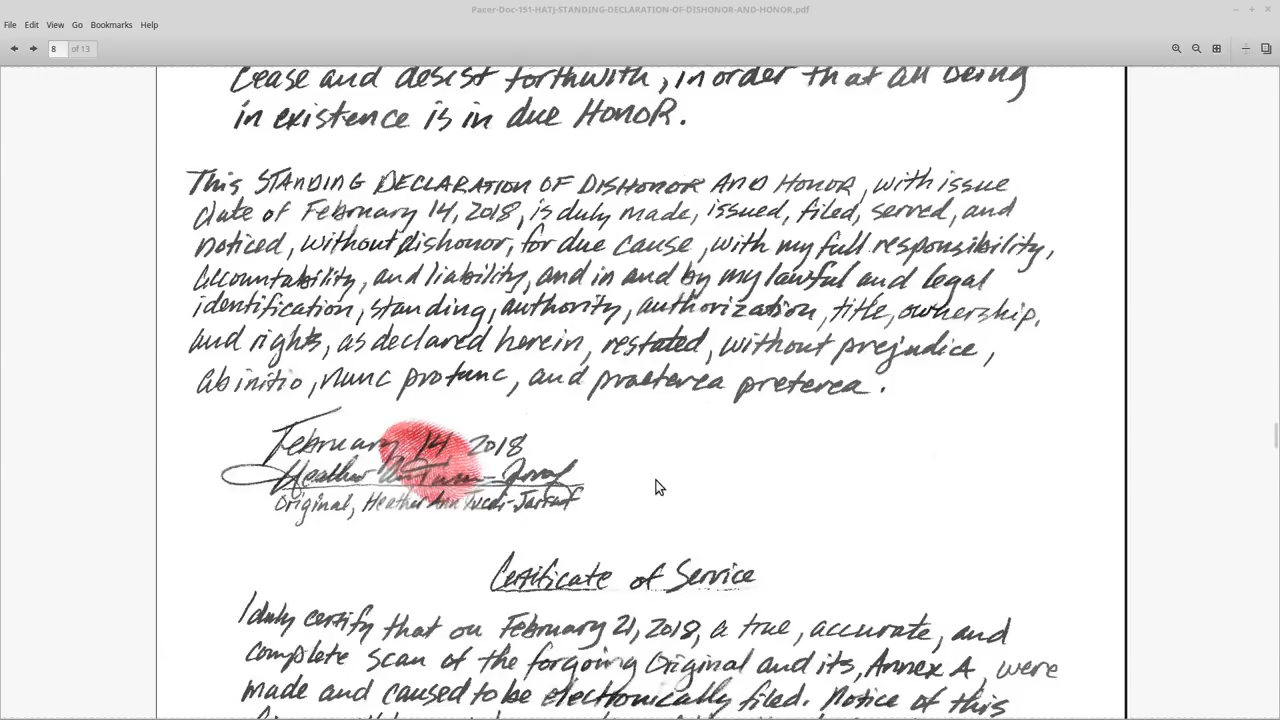 Pacer-Doc-151-HATJ-STANDING-DECLARATION-OF-DISHONOR-AND-HONOR.pdf
File Edit View Go Bookmarks Help
8 of 13
Cease and desist forthwith, in order that all being
in existence is in due HONOR.
This STANDING DECLARATION OF DISHONOR AND HONOR, with issue
date of February 14, 2018, is duly made, issued, filed, served, and
noticed, without dishonor, for due cause, with my full responsibility,
accountability, and liability, and in and by my lawful and legal
identification, standing, authority, authorization, title, ownership,
and rights, as declared herein, restated, without prejudice,
ab initio, nunc protunc, and praeterea preterea.
February 14 2018
Heather Ann Tucci-Jarraf
Original, Heather Ann Tucci-Jarraf
Certificate of Service
I duly certify that on February 21, 2018, a true, accurate, and
complete scan of the forgoing Original and its, Annex A, were
made and caused to be electronically filed. Notice of this